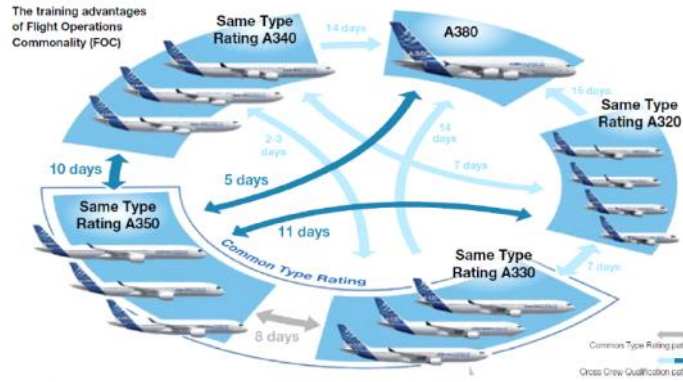 The training advantages
of Flight Operations
Commonality (FOC)
Same Type
Rating A340
14 days
A380
15 days
Same Type
Rating A320
2-3
days
14
days
7 days
10 days
5 days
Same Type
Rating A350
11 days
Common Type Rating
Same Type
Rating A330
7 days
8 days
Common Type Rating pat
Cross Crew Qualification pat